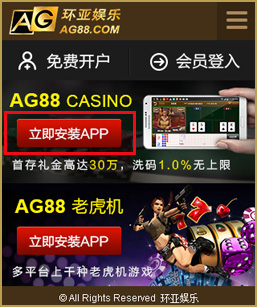 AG 环亚娱乐
AG88.COM
免费开户 会员登入
AG88 CASINO
立即安装APP
首存礼金高达30万，洗码1.0%无上限
AG88 老虎机
立即安装APP
多平台上千种老虎机游戏
© All Rights Reserved 环亚娱乐